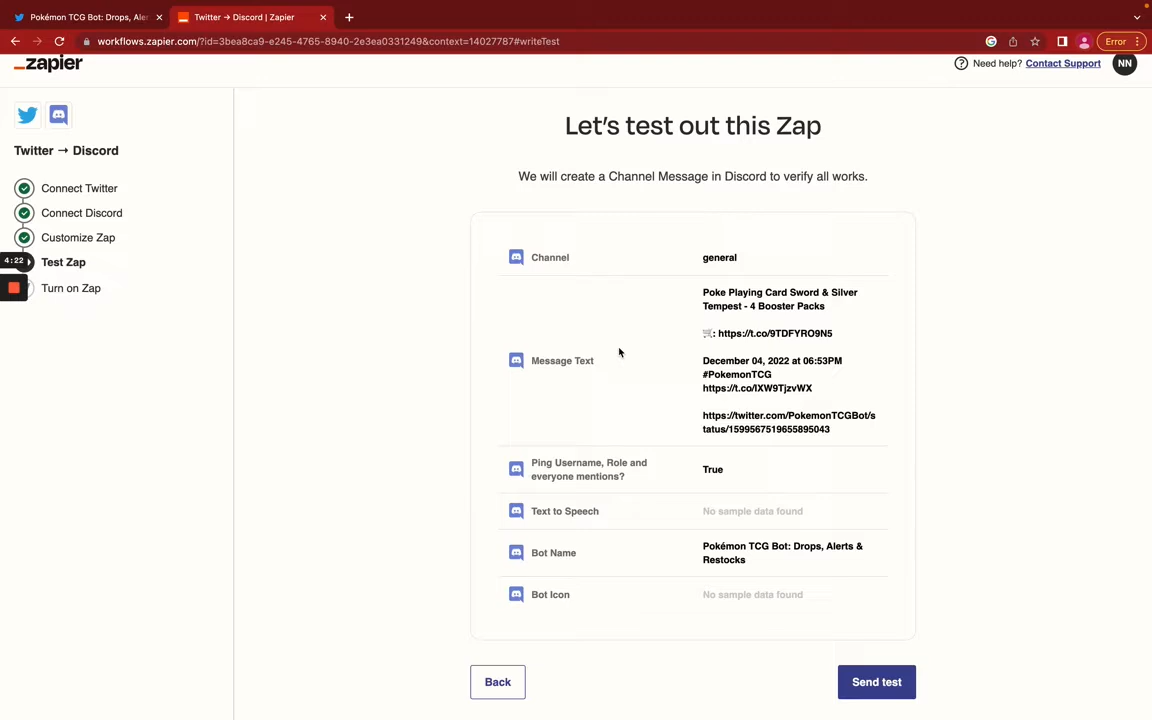 Pokémon TCG Bot: Drops, Ale
Twitter → Discord | Zapier
workflows.zapier.com/?id=3bea8ca9-e245-4765-8940-2e3ea0331249&context=14027787#writeTest
Error
_zapier
Need help? Contact Support
NN
Twitter → Discord
Connect Twitter
Connect Discord
Customize Zap
4:22
Test Zap
Turn on Zap
Let's test out this Zap
We will create a Channel Message in Discord to verify all works.
Channel
general
Message Text
Poke Playing Card Sword & Silver
Tempest - 4 Booster Packs
🛒: https://t.co/9TDFYRO9N5
December 04, 2022 at 06:53PM
#PokemonTCG
https://t.co/IXW9TjzvWX
https://twitter.com/PokemonTCGBot/s
tatus/1599567519655895043
Ping Username, Role and
everyone mentions?
True
Text to Speech
No sample data found
Bot Name
Pokémon TCG Bot: Drops, Alerts &
Restocks
Bot Icon
No sample data found
Back
Send test